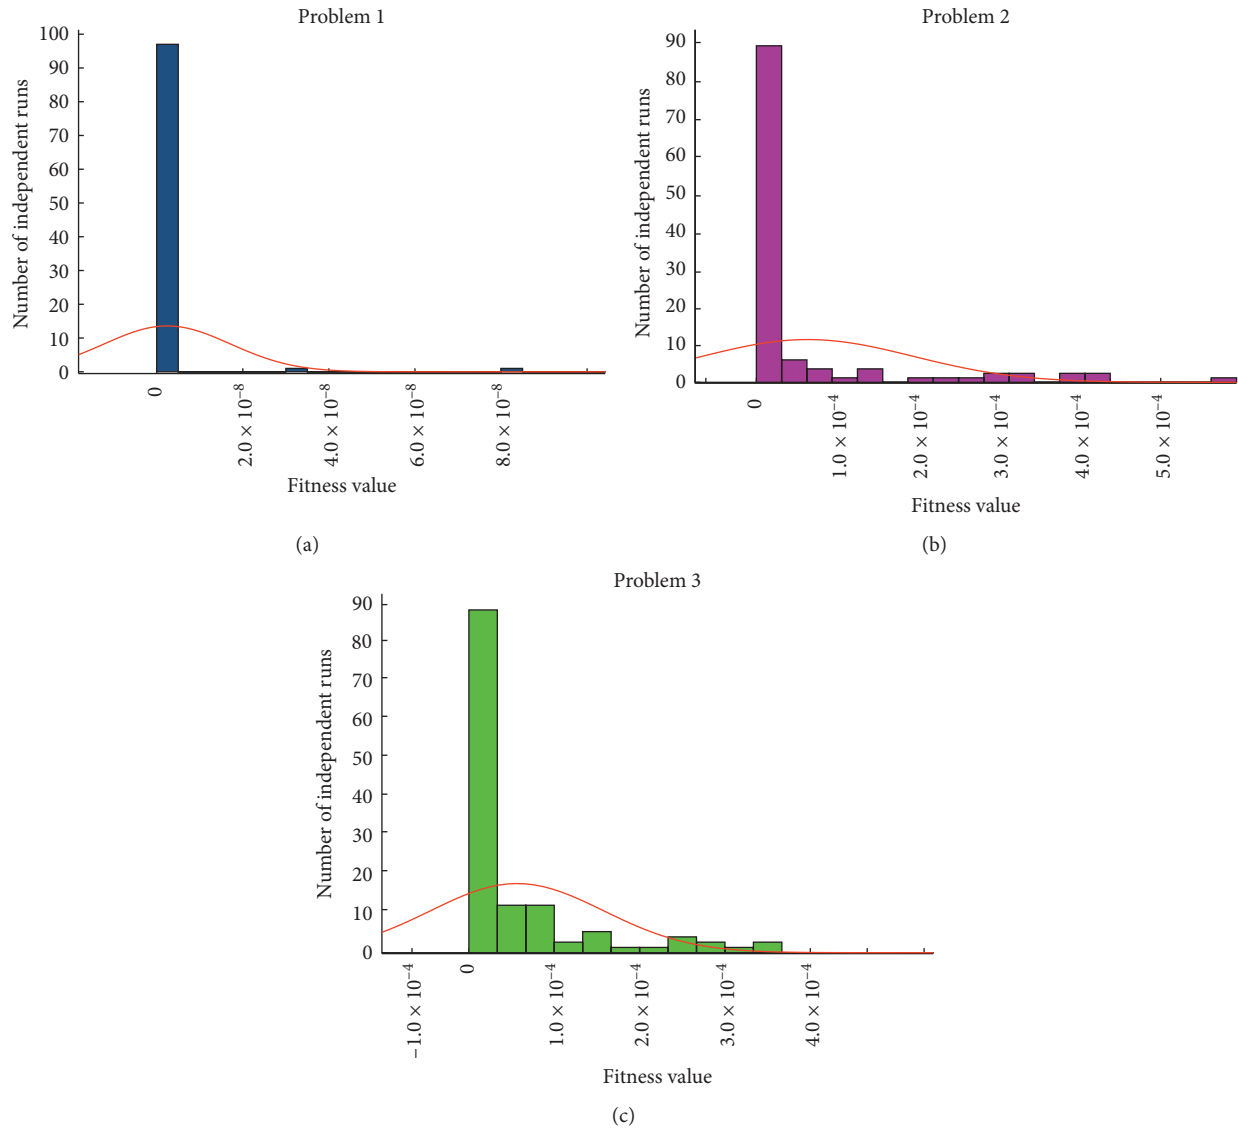 Problem 1
Number of independent runs
100
90
80
70
60
50
40
30
20
10
0
0
2.0 × 10⁻⁸
4.0 × 10⁻⁸
6.0 × 10⁻⁸
8.0 × 10⁻⁸
Fitness value
(a)
Problem 2
Number of independent runs
90
80
70
60
50
40
30
20
10
0
0
1.0 × 10⁻⁴
2.0 × 10⁻⁴
3.0 × 10⁻⁴
4.0 × 10⁻⁴
5.0 × 10⁻⁴
Fitness value
(b)
Problem 3
Number of independent runs
90
80
70
60
50
40
30
20
10
0
−1.0 × 10⁻⁴
0
1.0 × 10⁻⁴
2.0 × 10⁻⁴
3.0 × 10⁻⁴
4.0 × 10⁻⁴
Fitness value
(c)